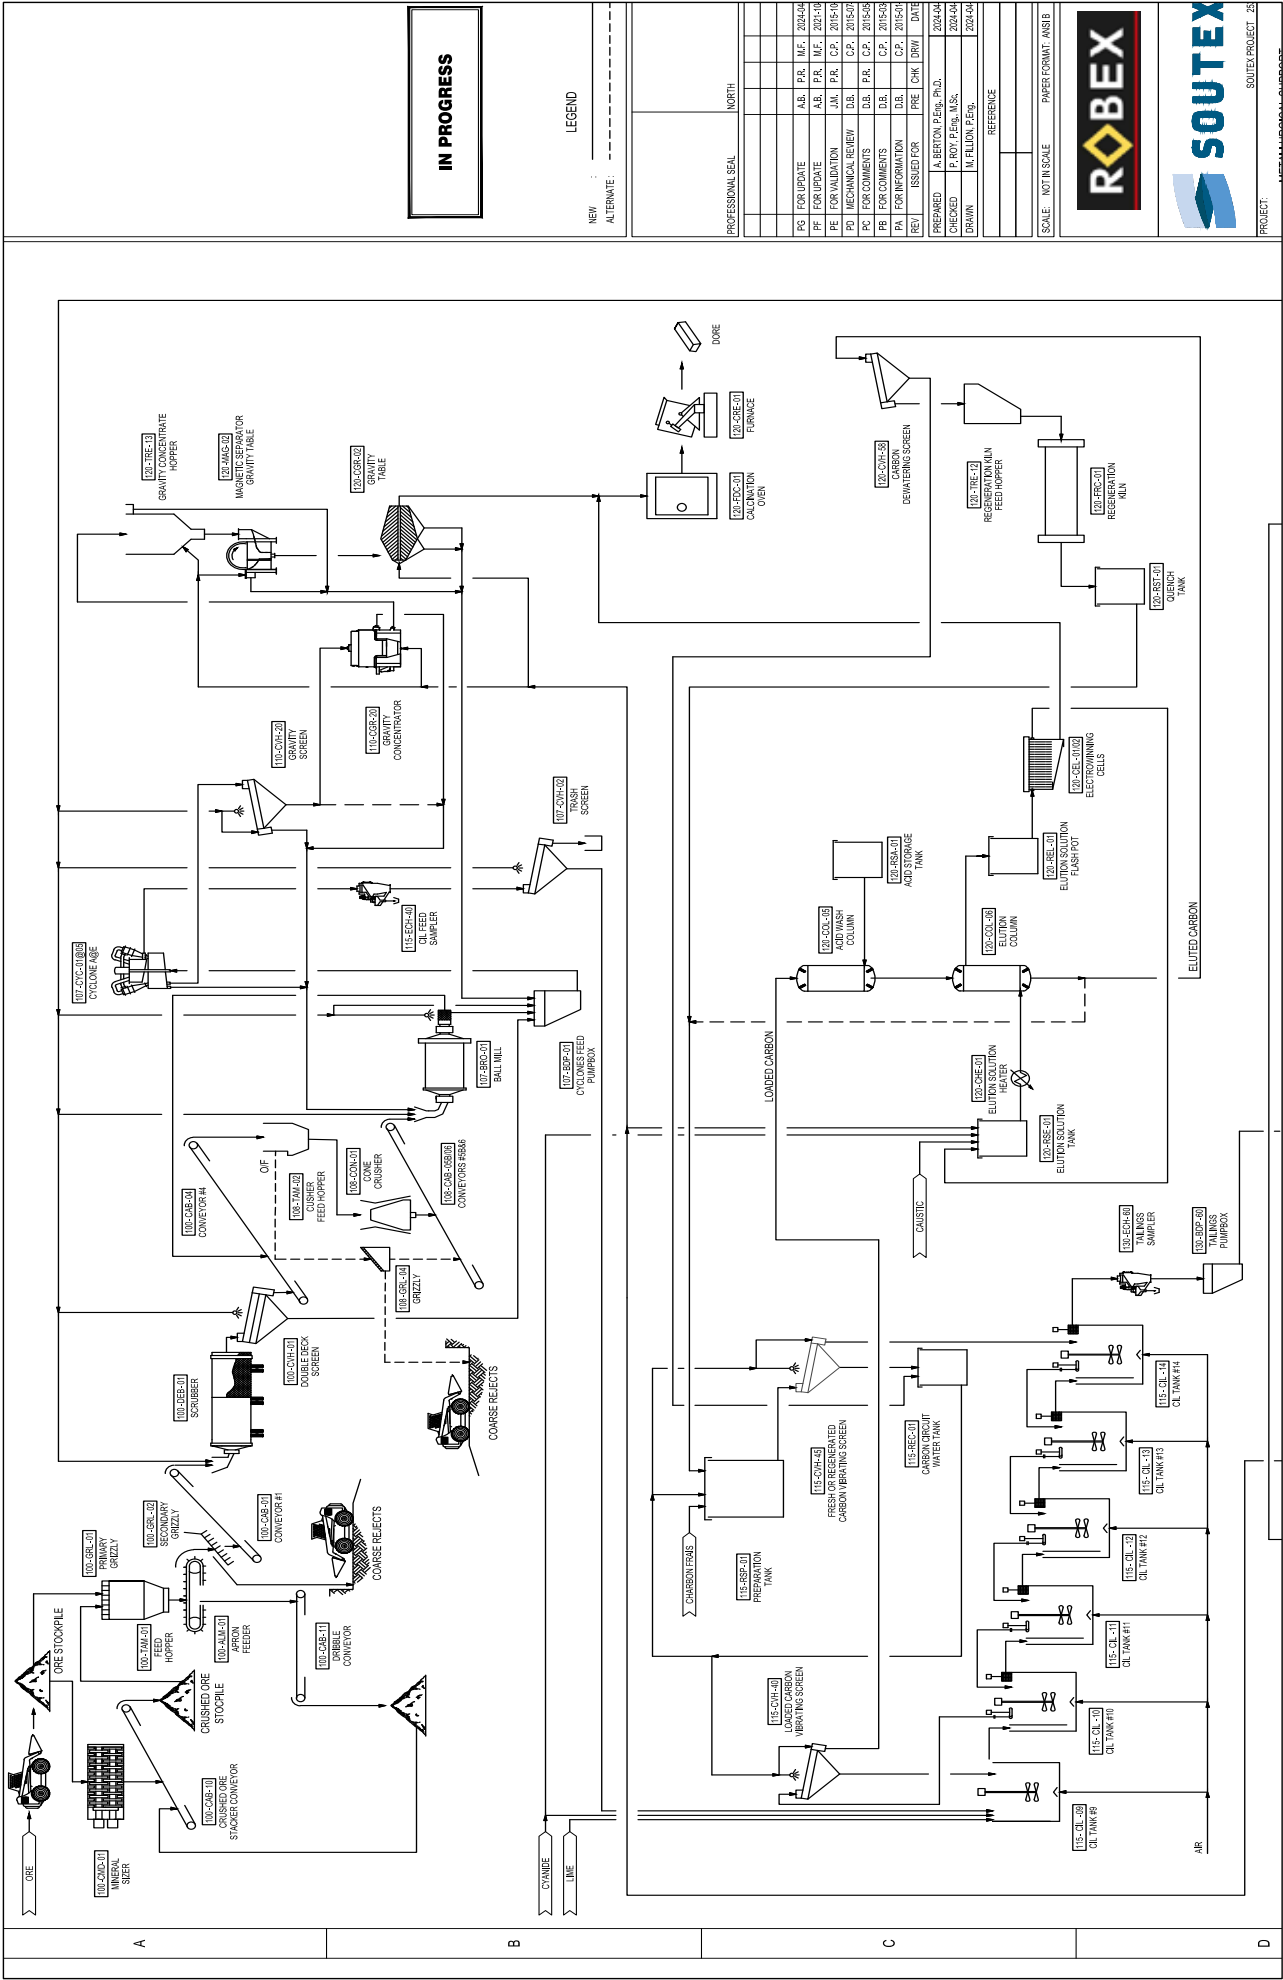 A
B
C
D
ORE
100-CMD-01
MINERAL
SIZER
ORE STOCKPILE
100-CAB-10
CRUSHED ORE
STACKER CONVEYOR
CRUSHED ORE
STOCPILE
100-TAM-01
FEED
HOPPER
100-GRL-01
PRIMARY
GRIZZLY
100-ALM-01
APRON
FEEDER
100-GRL-02
SECONDARY
GRIZZLY
100-CAB-11
DRIBBLE
CONVEYOR
100-CAB-01
CONVEYOR #1
COARSE REJECTS
100-DEB-01
SCRUBBER
100-CVH-01
DOUBLE DECK
SCREEN
COARSE REJECTS
100-CAB-04
CONVEYOR #4
O/F
108-TAM-02
CUSHER
FEED HOPPER
108-CON-01
CONE
CRUSHER
108-GRL-04
GRIZZLY
108-CAB-05B/06
CONVEYORS #5B&6
107-BRO-01
BALL MILL
107-BDP-01
CYCLONES FEED
PUMPBOX
107-CYC-01@05
CYCLONE A@E
115-ECH-40
CIL FEED
SAMPLER
107-CVH-02
TRASH
SCREEN
110-CVH-20
GRAVITY
SCREEN
110-CGR-20
GRAVITY
CONCENTRATOR
120-TRE-13
GRAVITY CONCENTRATE
HOPPER
120-MAG-02
MAGNETIC SEPARATOR
GRAVITY TABLE
120-CGR-02
GRAVITY
TABLE
120-FDC-01
CALCINATION
OVEN
120-CRE-01
FURNACE
DORE
CYANIDE
LIME
115-CVH-40
LOADED CARBON
VIBRATING SCREEN
CHARBON FRAIS
115-RSP-01
PREPARATION
TANK
115-CVH-45
FRESH OR REGENERATED
CARBON VIBRATING SCREEN
115-REC-01
CARBON CIRCUIT
WATER TANK
LOADED CARBON
CAUSTIC
120-RSE-01
ELUTION SOLUTION
TANK
120-CHE-01
ELUTION SOLUTION
HEATER
120-COL-05
ACID WASH
COLUMN
120-RSA-01
ACID STORAGE
TANK
120-COL-06
ELUTION
COLUMN
120-REL-01
ELUTION SOLUTION
FLASH POT
120-CEL-01/02
ELECTROWINNING
CELLS
ELUTED CARBON
120-CVH-58
CARBON
DEWATERING SCREEN
120-TRE-12
REGENERATION KILN
FEED HOPPER
120-FRC-01
REGENERATION
KILN
120-RST-01
QUENCH
TANK
AIR
115- CIL -09
CIL TANK #9
115- CIL -10
CIL TANK #10
115- CIL -11
CIL TANK #11
115- CIL -12
CIL TANK #12
115- CIL -13
CIL TANK #13
115- CIL -14
CIL TANK #14
130-ECH-60
TAILINGS
SAMPLER
130-BDP-60
TAILINGS
PUMPBOX
IN PROGRESS
LEGEND
NEW :
ALTERNATE :
PROFESSIONAL SEAL NORTH
PG FOR UPDATE A.B. P.R. M.F. 2024-04
PF FOR UPDATE A.B. P.R. M.F. 2021-10
PE FOR VALIDATION J.M. P.R. C.P. 2015-10
PD MECHANICAL REVIEW D.B. C.P. 2015-07
PC FOR COMMENTS D.B. P.R. C.P. 2015-05
PB FOR COMMENTS D.B. C.P. 2015-03
PA FOR INFORMATION D.B. C.P. 2015-01
REV ISSUED FOR PRE CHK DRW DATE
PREPARED A. BERTON, P.Eng., Ph.D. 2024-04
CHECKED P. ROY, P.Eng., M.Sc. 2024-04
DRAWN M. FILLION, P.Eng. 2024-04
REFERENCE
SCALE: NOT IN SCALE PAPER FORMAT: ANSI B
ROBEX
SOUTEX
SOUTEX PROJECT
PROJECT: